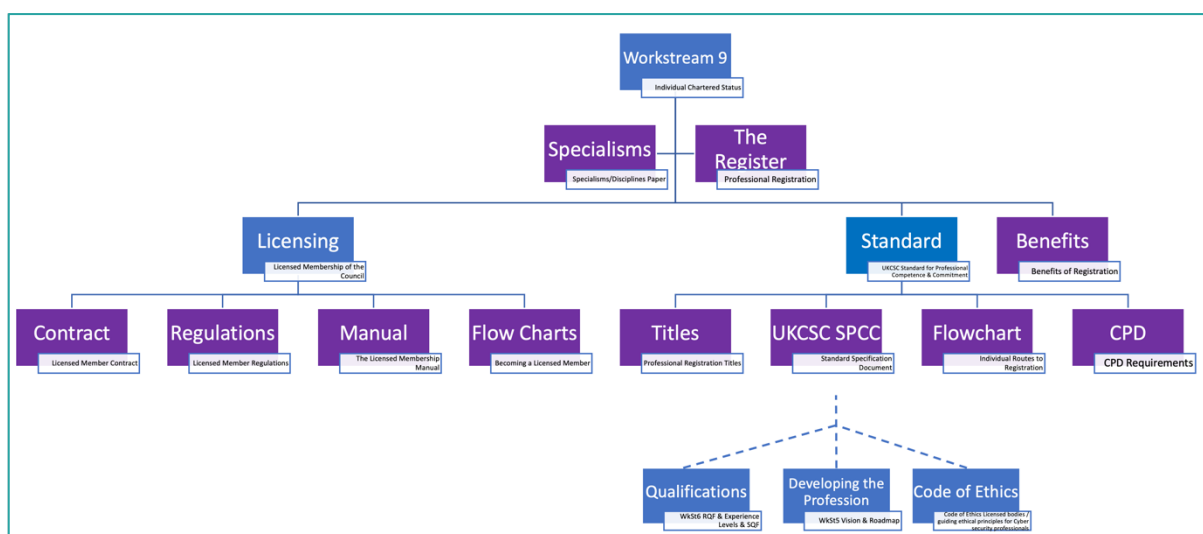 Workstream 9
Individual Chartered Status
Specialisms
Specialisms/Disciplines Paper
The
Register
Professional Registration
Licensing
Licensed Membership of the
Council
Standard
UKCSC Standard for Professional
Competence & Commitment
Benefits
Benefits of Registration
Contract
Licensed Member Contract
Regulations
Licensed Member Regulations
Manual
The Licensed Membership
Manual
Flow Charts
Becoming a Licensed Member
Titles
Professional Registration Titles
UKCSC SPCC
Standard Specification
Document
Flowchart
Individual Routes to
Registration
CPD
CPD Requirements
Qualifications
WkSt6 RQF & Experience
Levels & SQF
Developing the
Profession
WkSt5 Vision & Roadmap
Code of Ethics
Code of Ethics Licensed bodies /
guiding ethical principles for Cyber
security professionals